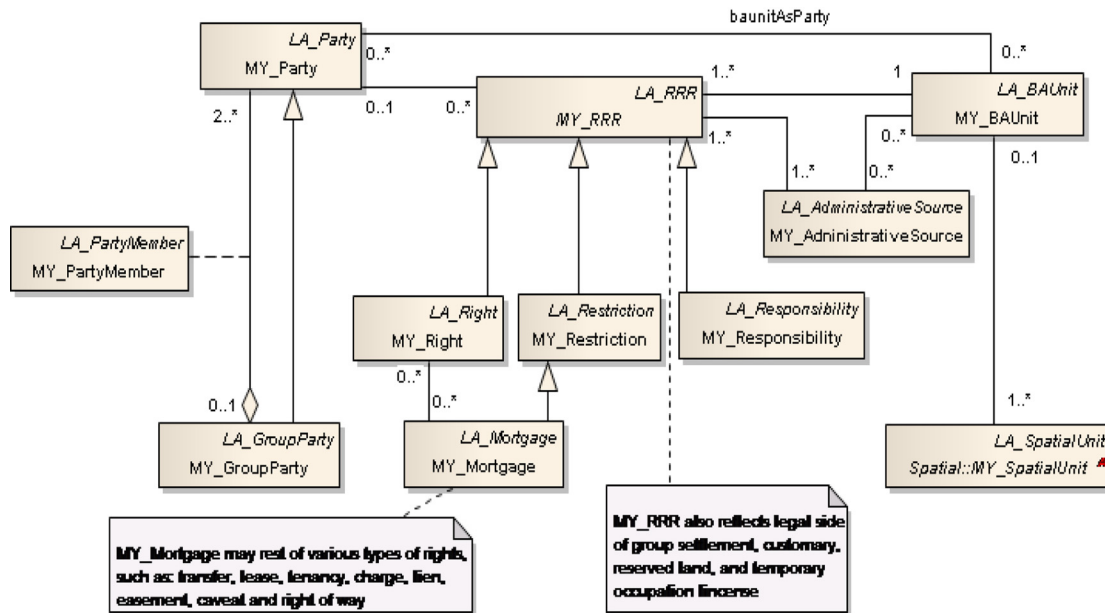 baunitAsParty
LA_Party
MY_Party
0..*
0..*
0..1
0..*
2..*
1..*
1
LA_RRR
MY_RRR
1..*
LA_BAUnit
MY_BAUnit
0..*
0..1
1..*
0..*
LA_AdministrativeSource
MY_AdninistrativeSource
LA_PartyMember
MY_PartyMember
LA_Right
MY_Right
LA_Restriction
MY_Restriction
LA_Responsibility
MY_Responsibility
0..*
0..*
0..1
1..*
LA_GroupParty
MY_GroupParty
LA_Mortgage
MY_Mortgage
LA_SpatialUnit
Spatial::MY_SpatialUnit
MY_Mortgage may rest of various types of rights,
such as: transfer, lease, tenancy, charge, lien,
easement, caveat and right of way
MY_RRR also reflects legal side
of group settlement, customary,
reserved land, and temporary
occupation lincense